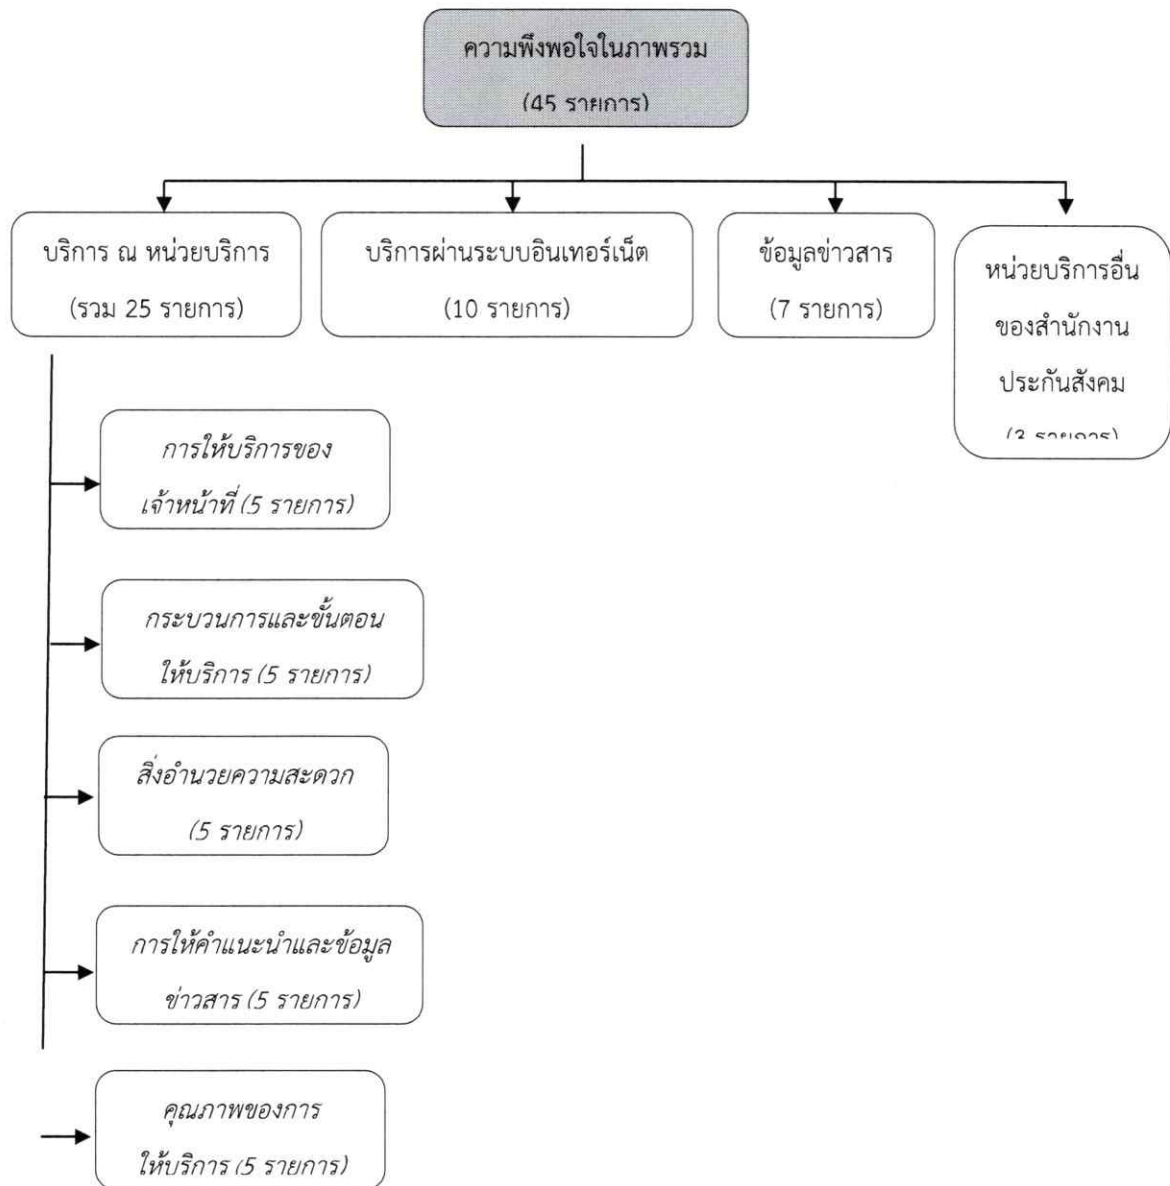 ความพึงพอใจในภาพรวม
(45 รายการ)
บริการ ณ หน่วยบริการ
(รวม 25 รายการ)
บริการผ่านระบบอินเทอร์เน็ต
(10 รายการ)
ข้อมูลข่าวสาร
(7 รายการ)
หน่วยบริการอื่น
ของสำนักงาน
ประกันสังคม
(3 รายการ)
การให้บริการของ
เจ้าหน้าที่ (5 รายการ)
กระบวนการและขั้นตอน
ให้บริการ (5 รายการ)
สิ่งอำนวยความสะดวก
(5 รายการ)
การให้คำแนะนำและข้อมูล
ข่าวสาร (5 รายการ)
คุณภาพของการ
ให้บริการ (5 รายการ)